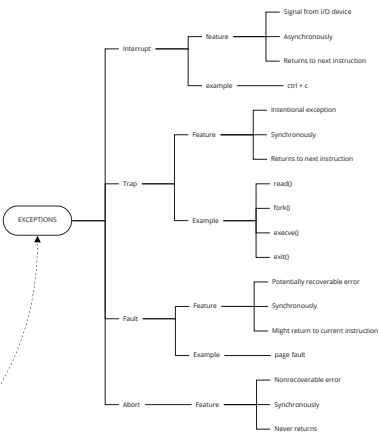 Signal from I/O device
feature
Asynchronously
Interrupt
Returns to next instruction
example
ctrl + c
Intentional exception
Feature
Synchronously
Returns to next instruction
Trap
read()
fork()
Example
execve()
exit()
EXCEPTIONS
Potentially recoverable error
Feature
Synchronously
Fault
Might return to current instruction
Example
page fault
Nonrecoverable error
Abort
Feature
Synchronously
Never returns